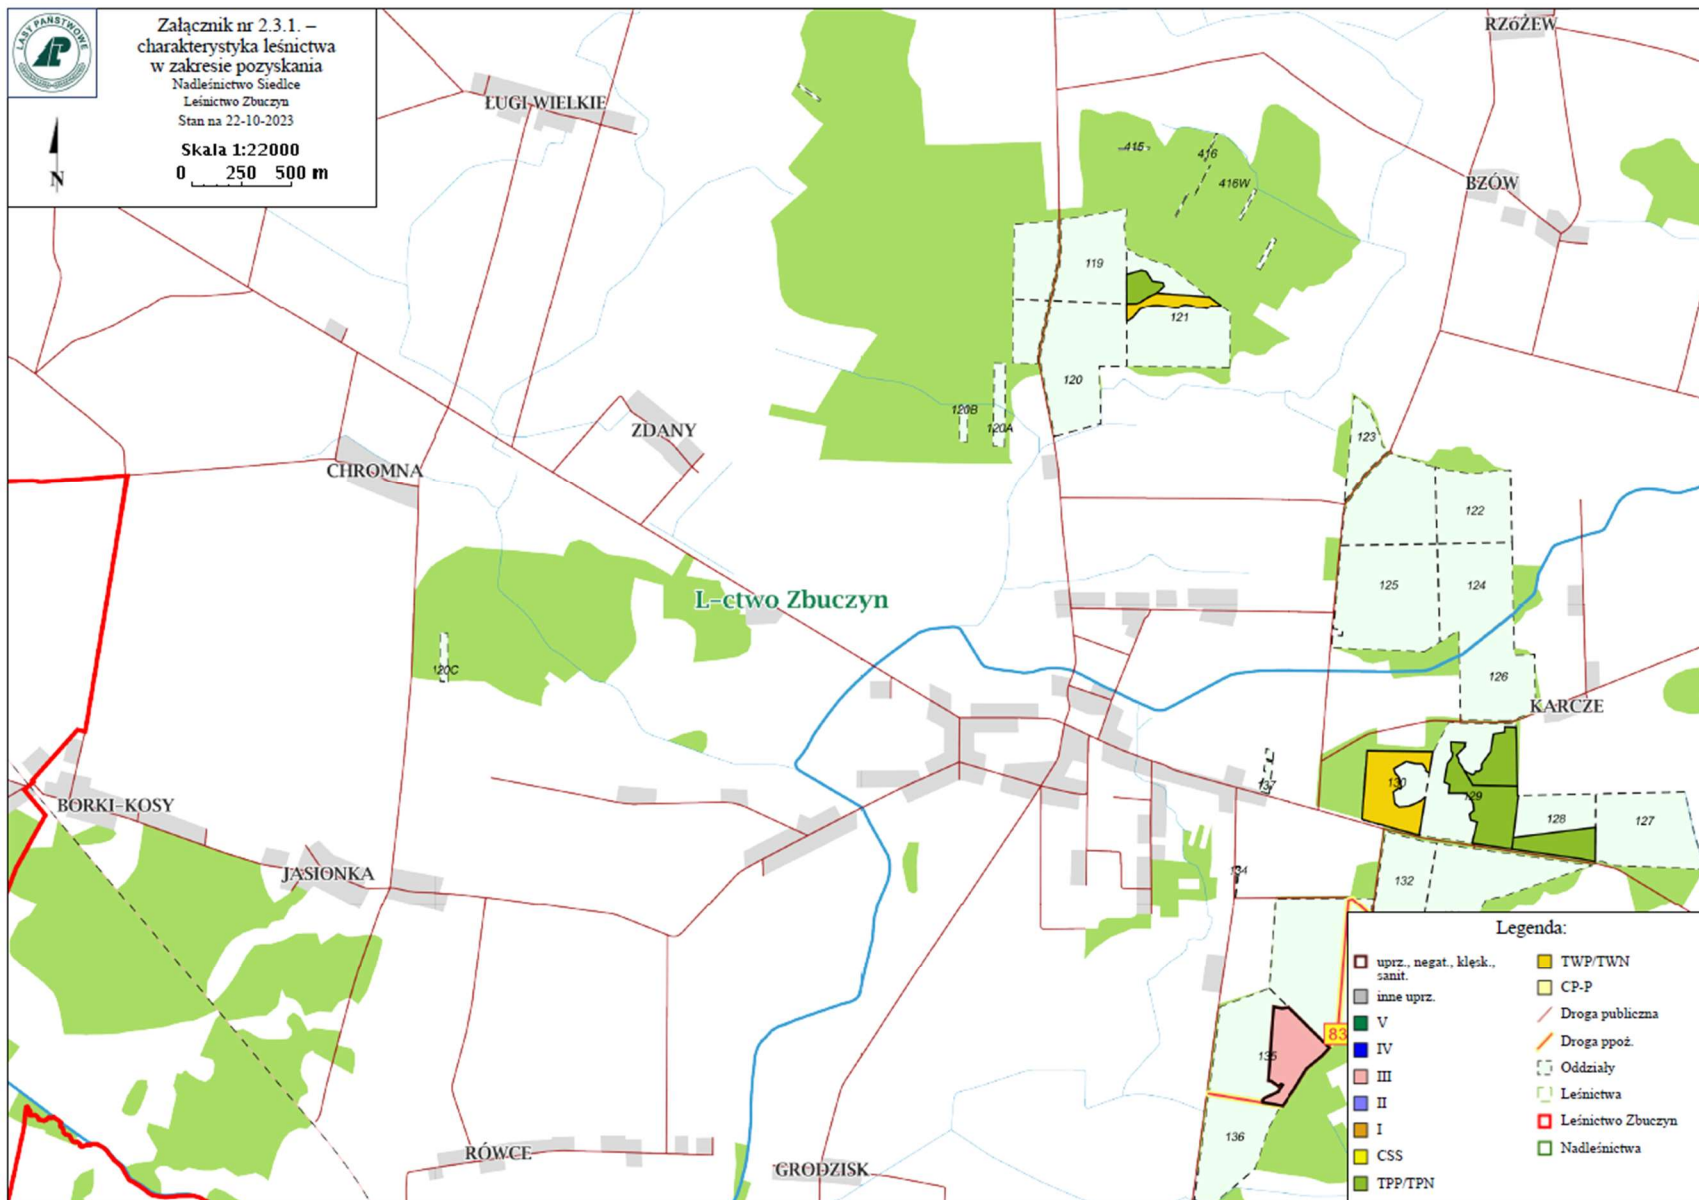 LASY PAŃSTWOWE
Załącznik nr 2.3.1. –
charakterystyka leśnictwa
w zakresie pozyskania
Nadleśnictwo Siedlce
Leśnictwo Zbuczyn
Stan na 22-10-2023
Skala 1:22000
0 250 500 m
N
RZÓŻEW
ŁUGI WIELKIE
415
416
416W
BZÓW
119
121
120
120B
120A
ZDANY
123
CHROMNA
122
125
124
L-ctwo Zbuczyn
120C
126
KARCZE
130
129
137
BORKI-KOSY
128
127
JASIONKA
134
132
83
135
136
RÓWCE
GRODZISK
Legenda:
uprz., negat., klęsk.,
sanit.
inne uprz.
V
IV
III
II
I
CSS
TPP/TPN
TWP/TWN
CP-P
Droga publiczna
Droga ppoż.
Oddziały
Leśnictwa
Leśnictwo Zbuczyn
Nadleśnictwa